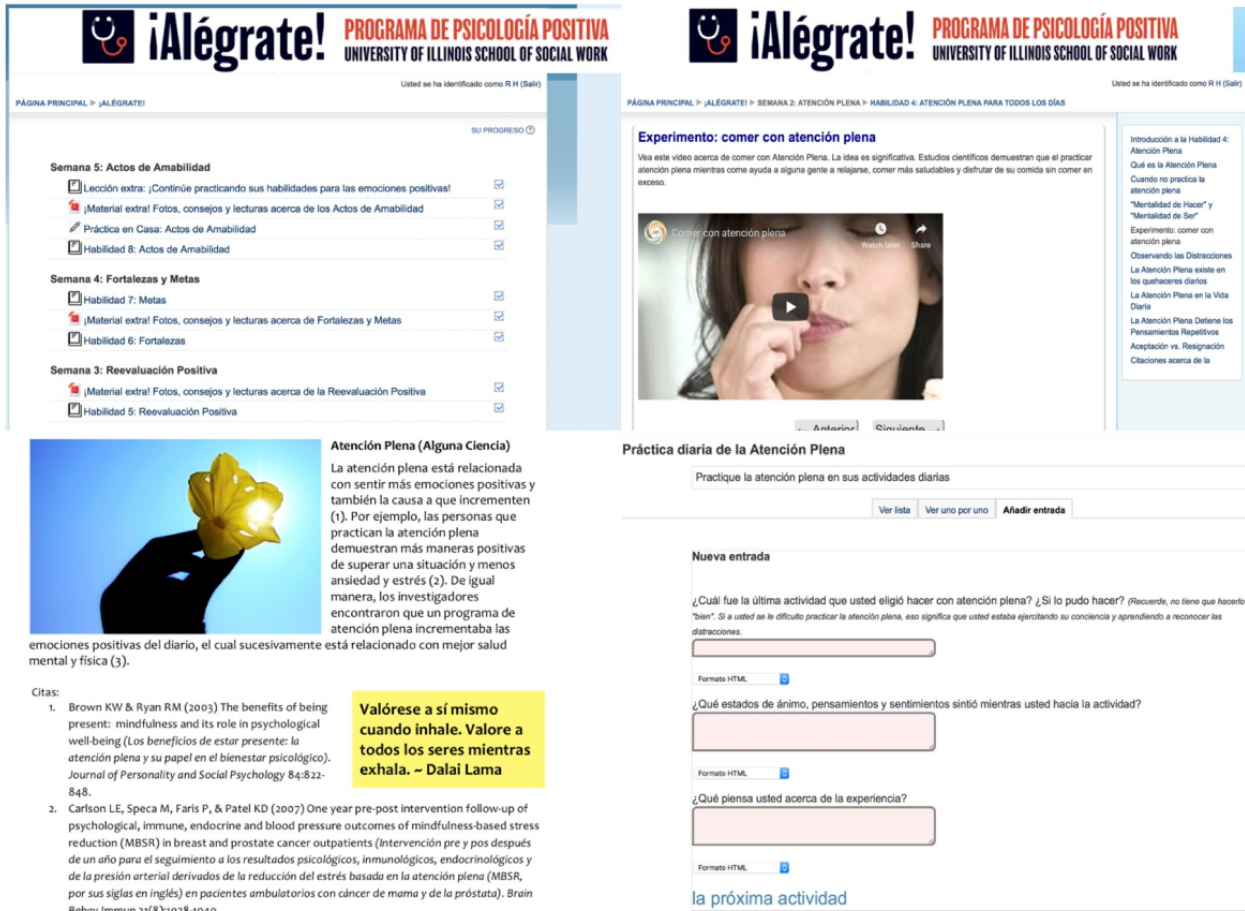 ¡Alégrate!
PROGRAMA DE PSICOLOGÍA POSITIVA
UNIVERSITY OF ILLINOIS SCHOOL OF SOCIAL WORK
Usted se ha identificado como R H (Salir)
PÁGINA PRINCIPAL ► ¡ALÉGRATE!
SU PROGRESO
Semana 5: Actos de Amabilidad
Lección extra: ¡Continúe practicando sus habilidades para las emociones positivas!
¡Material extra! Fotos, consejos y lecturas acerca de los Actos de Amabilidad
Práctica en Casa: Actos de Amabilidad
Habilidad 8: Actos de Amabilidad
Semana 4: Fortalezas y Metas
Habilidad 7: Metas
¡Material extra! Fotos, consejos y lecturas acerca de Fortalezas y Metas
Habilidad 6: Fortalezas
Semana 3: Reevaluación Positiva
¡Material extra! Fotos, consejos y lecturas acerca de la Reevaluación Positiva
Habilidad 5: Reevaluación Positiva
¡Alégrate!
PROGRAMA DE PSICOLOGÍA POSITIVA
UNIVERSITY OF ILLINOIS SCHOOL OF SOCIAL WORK
Usted se ha identificado como R H (Salir)
PÁGINA PRINCIPAL ► ¡ALÉGRATE! ► SEMANA 2: ATENCIÓN PLENA ► HABILIDAD 4: ATENCIÓN PLENA PARA TODOS LOS DÍAS
Experimento: comer con atención plena
Vea este video acerca de comer con Atención Plena. La idea es significativa. Estudios científicos demuestran que el practicar
atención plena mientras come ayuda a alguna gente a relajarse, comer más saludables y disfrutar de su comida sin comer en
exceso.
Comer con atención plena
Watch later
Share
← Anterior
Siguiente →
Introducción a la Habilidad 4:
Atención Plena
Qué es la Atención Plena
Cuando no practica la
atención plena
"Mentalidad de Hacer" y
"Mentalidad de Ser"
Experimento: comer con
atención plena
Observando las Distracciones
La Atención Plena existe en
los quehaceres diarios
La Atención Plena en la Vida
Diaria
La Atención Plena Detiene los
Pensamientos Repetitivos
Aceptación vs. Resignación
Citaciones acerca de la
Atención Plena (Alguna Ciencia)
La atención plena está relacionada
con sentir más emociones positivas y
también la causa a que incrementen
(1). Por ejemplo, las personas que
practican la atención plena
demuestran más maneras positivas
de superar una situación y menos
ansiedad y estrés (2). De igual
manera, los investigadores
encontraron que un programa de
atención plena incrementaba las
emociones positivas del diario, el cual sucesivamente está relacionado con mejor salud
mental y física (3).
Citas:
1. Brown KW & Ryan RM (2003) The benefits of being
present: mindfulness and its role in psychological
well-being (Los beneficios de estar presente: la
atención plena y su papel en el bienestar psicológico).
Journal of Personality and Social Psychology 84:822-
848.
2. Carlson LE, Speca M, Faris P, & Patel KD (2007) One year pre-post intervention follow-up of
psychological, immune, endocrine and blood pressure outcomes of mindfulness-based stress
reduction (MBSR) in breast and prostate cancer outpatients (Intervención pre y pos después
de un año para el seguimiento a los resultados psicológicos, inmunológicos, endocrinológicos y
de la presión arterial derivados de la reducción del estrés basada en la atención plena (MBSR,
por sus siglas en inglés) en pacientes ambulatorios con cáncer de mama y de la próstata). Brain
Behav Immun 21(8):1038-1049
Valórese a sí mismo
cuando inhale. Valore a
todos los seres mientras
exhala. ~ Dalai Lama
Práctica diaria de la Atención Plena
Practique la atención plena en sus actividades diarias
Ver lista
Ver uno por uno
Añadir entrada
Nueva entrada
¿Cuál fue la última actividad que usted eligió hacer con atención plena? ¿Si lo pudo hacer? (Recuerde, no tiene que hacerlo
"bien". Si a usted se le dificulto practicar la atención plena, eso significa que usted estaba ejercitando su conciencia y aprendiendo a reconocer las
distracciones.
Formato HTML
¿Qué estados de ánimo, pensamientos y sentimientos sintió mientras usted hacia la actividad?
Formato HTML
¿Qué piensa usted acerca de la experiencia?
Formato HTML
la próxima actividad